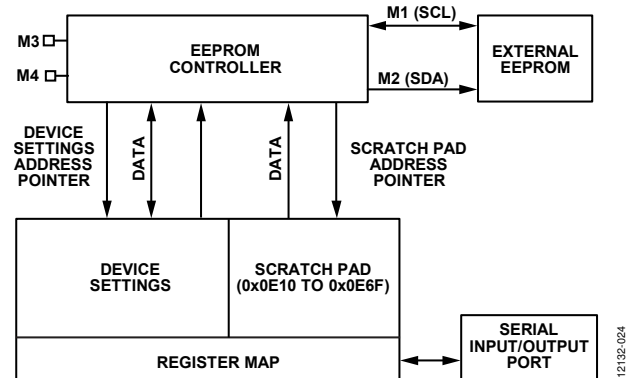 M1 (SCL)
M3
M4
EEPROM
CONTROLLER
EXTERNAL
EEPROM
M2 (SDA)
DEVICE
SETTINGS
ADDRESS
POINTER
DATA
DATA
SCRATCH PAD
ADDRESS
POINTER
DEVICE
SETTINGS
SCRATCH PAD
(0x0E10 TO 0x0E6F)
REGISTER MAP
SERIAL
INPUT/OUTPUT
PORT
12132-024